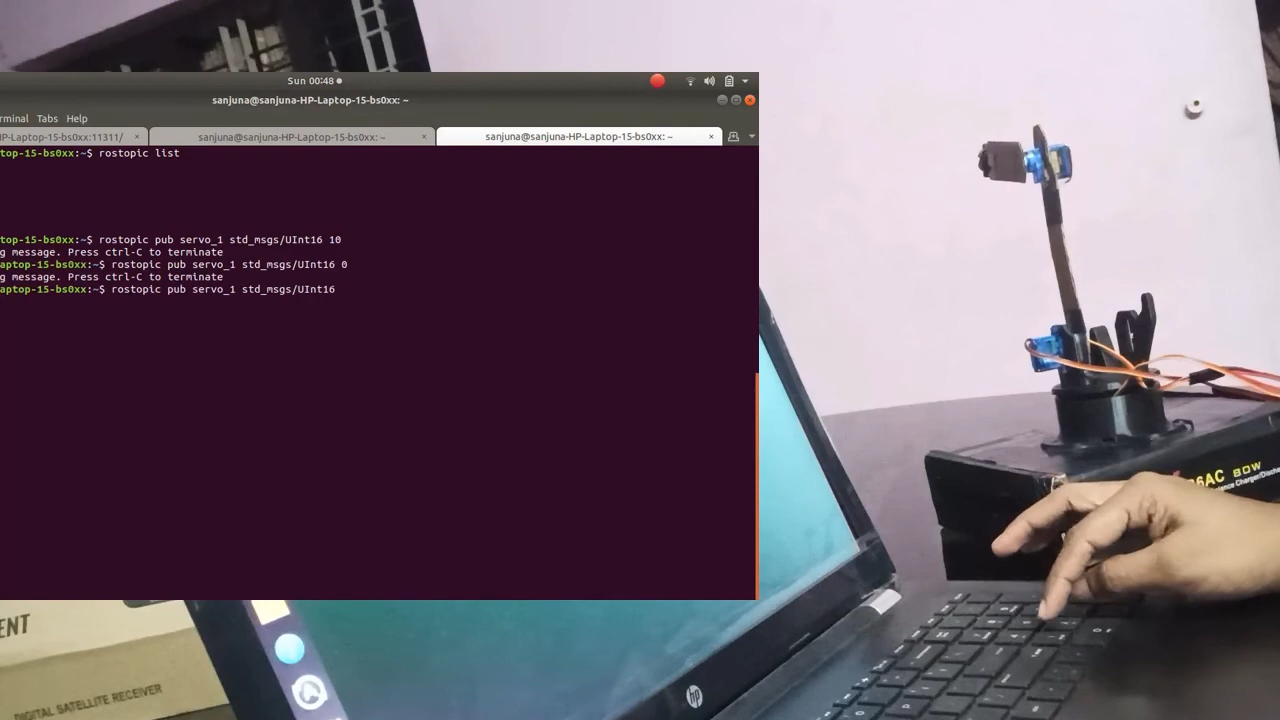 Sun 00:48
sanjuna@sanjuna-HP-Laptop-15-bs0xx: ~
rminal Tabs Help
HP-Laptop-15-bs0xx:11311/ × sanjuna@sanjuna-HP-Laptop-15-bs0xx: ~ × sanjuna@sanjuna-HP-Laptop-15-bs0xx: ~ ×
top-15-bs0xx:~$ rostopic list
top-15-bs0xx:~$ rostopic pub servo_1 std_msgs/UInt16 10
g message. Press ctrl-C to terminate
aptop-15-bs0xx:~$ rostopic pub servo_1 std_msgs/UInt16 0
g message. Press ctrl-C to terminate
aptop-15-bs0xx:~$ rostopic pub servo_1 std_msgs/UInt16
6AC 80W
Charger/Discha
ENT
DIGITAL SATELLITE RECEIVER
hp